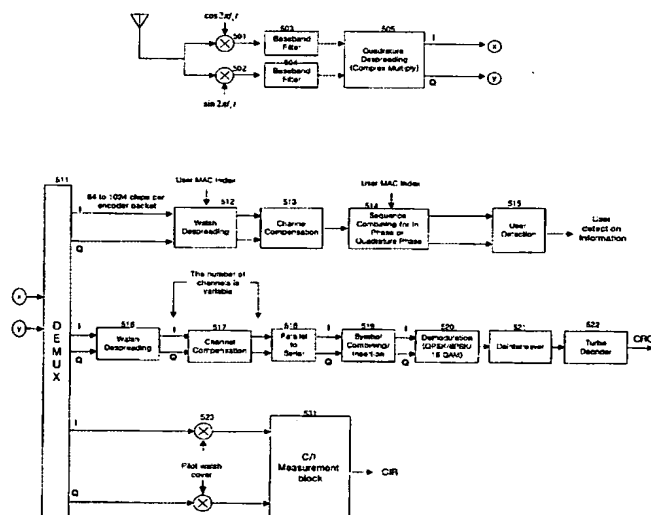 cos 2πfct
501
503
Baseband Filter
505
Quadrature Despreading (Complex Multiply)
I
x
502
504
Baseband Filter
Q
y
sin 2πfct
511
64 to 1024 chips per encoder packet
I
Q
User MAC Index
512
Walsh Despreading
513
Channel Compensation
User MAC Index
514
Sequence Combining for In Phase or Quadrature Phase
515
User Detection
User detection Information
The number of channels is variable
x
y
DEMUX
I
Q
516
Walsh Despreading
I
Q
517
Channel Compensation
518
Parallel to Serial
I
Q
519
Symbol Combining/ Insertion
I
Q
520
Demodulation (QPSK/8PSK/ 16 QAM)
521
Deinterleaver
522
Turbo Decoder
CRC
I
523
Pilot walsh cover
Q
531
C/I Measurement block
CIR